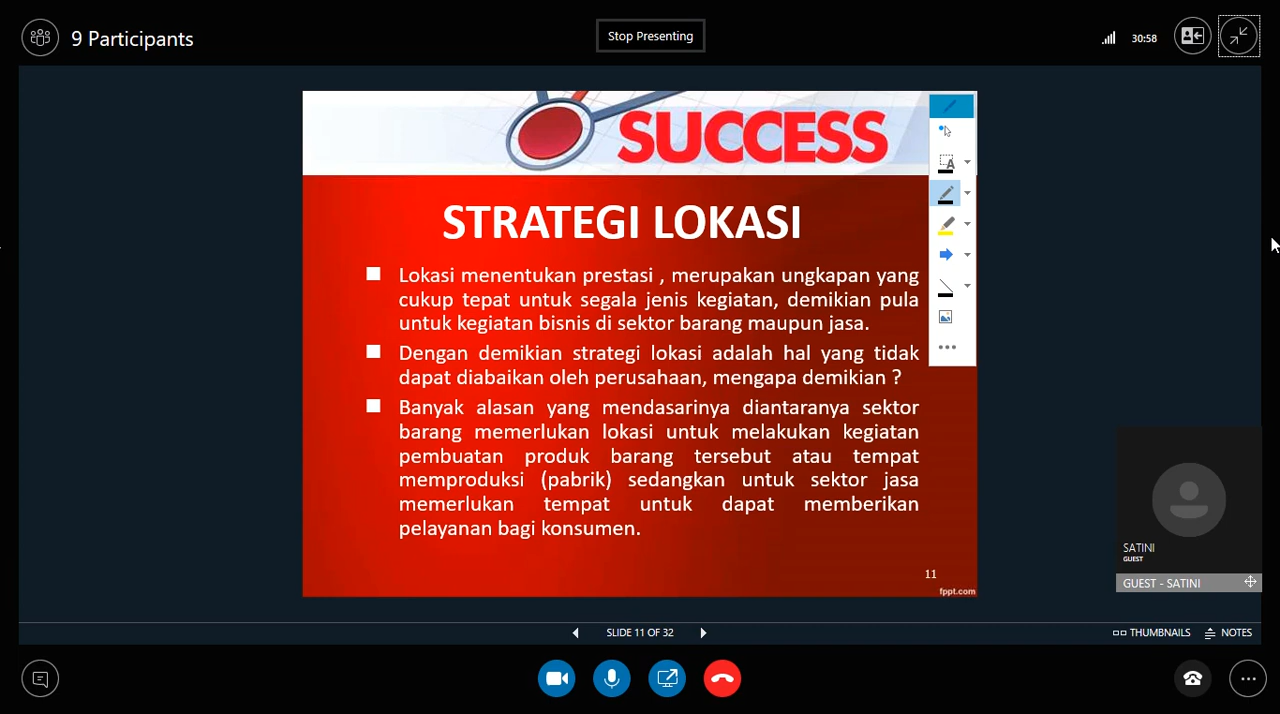 9 Participants
Stop Presenting
30:58
SUCCESS
A
STRATEGI LOKASI
Lokasi menentukan prestasi , merupakan ungkapan yang
cukup tepat untuk segala jenis kegiatan, demikian pula
untuk kegiatan bisnis di sektor barang maupun jasa.
Dengan demikian strategi lokasi adalah hal yang tidak
dapat diabaikan oleh perusahaan, mengapa demikian ?
Banyak alasan yang mendasarinya diantaranya sektor
barang memerlukan lokasi untuk melakukan kegiatan
pembuatan produk barang tersebut atau tempat
memproduksi (pabrik) sedangkan untuk sektor jasa
memerlukan tempat untuk dapat memberikan
pelayanan bagi konsumen.
11
fppt.com
SATINI
GUEST
GUEST - SATINI
SLIDE 11 OF 32
THUMBNAILS
NOTES